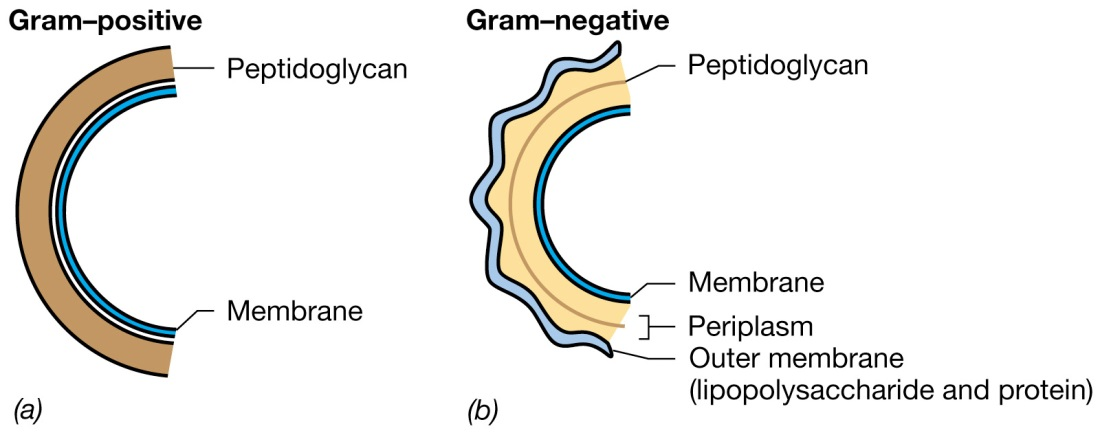 Gram–positive
Peptidoglycan
Membrane
(a)
Gram–negative
Peptidoglycan
Membrane
Periplasm
Outer membrane
(lipopolysaccharide and protein)
(b)